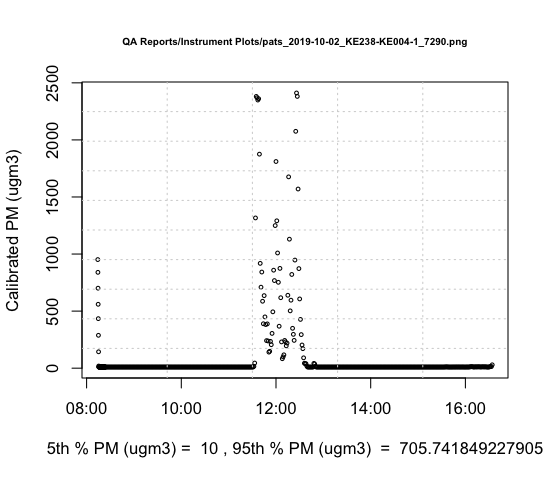 QA Reports/Instrument Plots/pats_2019-10-02_KE238-KE004-1_7290.png
Calibrated PM (ugm3)
2500
2000
1500
1000
500
0
08:00 10:00 12:00 14:00 16:00
5th % PM (ugm3) = 10 , 95th % PM (ugm3) = 705.741849227905